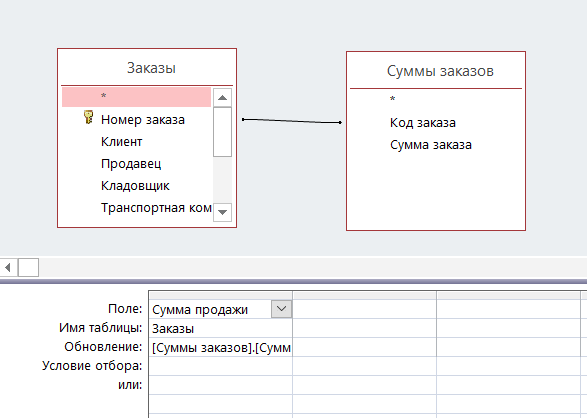 Заказы
*
Номер заказа
Клиент
Продавец
Кладовщик
Транспортная ком
Суммы заказов
*
Код заказа
Сумма заказа
Поле: Сумма продажи
Имя таблицы: Заказы
Обновление: [Суммы заказов].[Сумм
Условие отбора:
или: